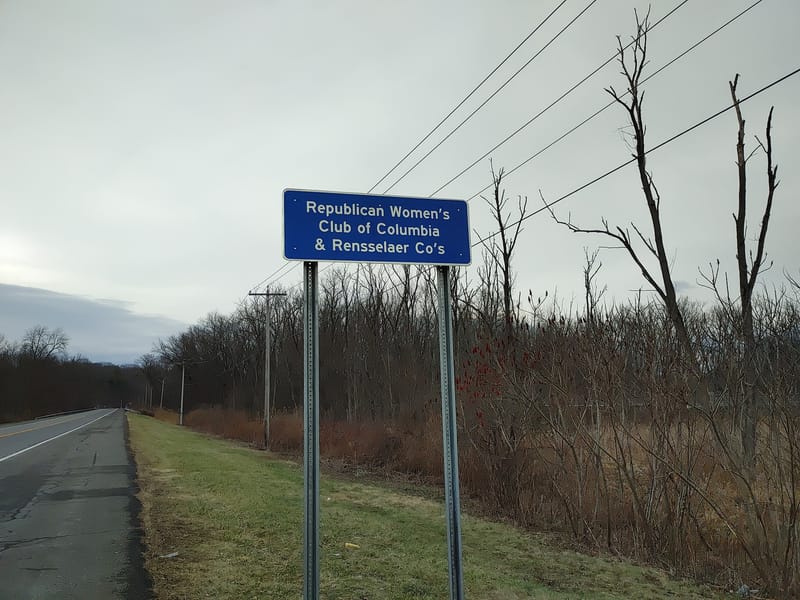 Republican Women's
Club of Columbia
& Rensselaer Co's